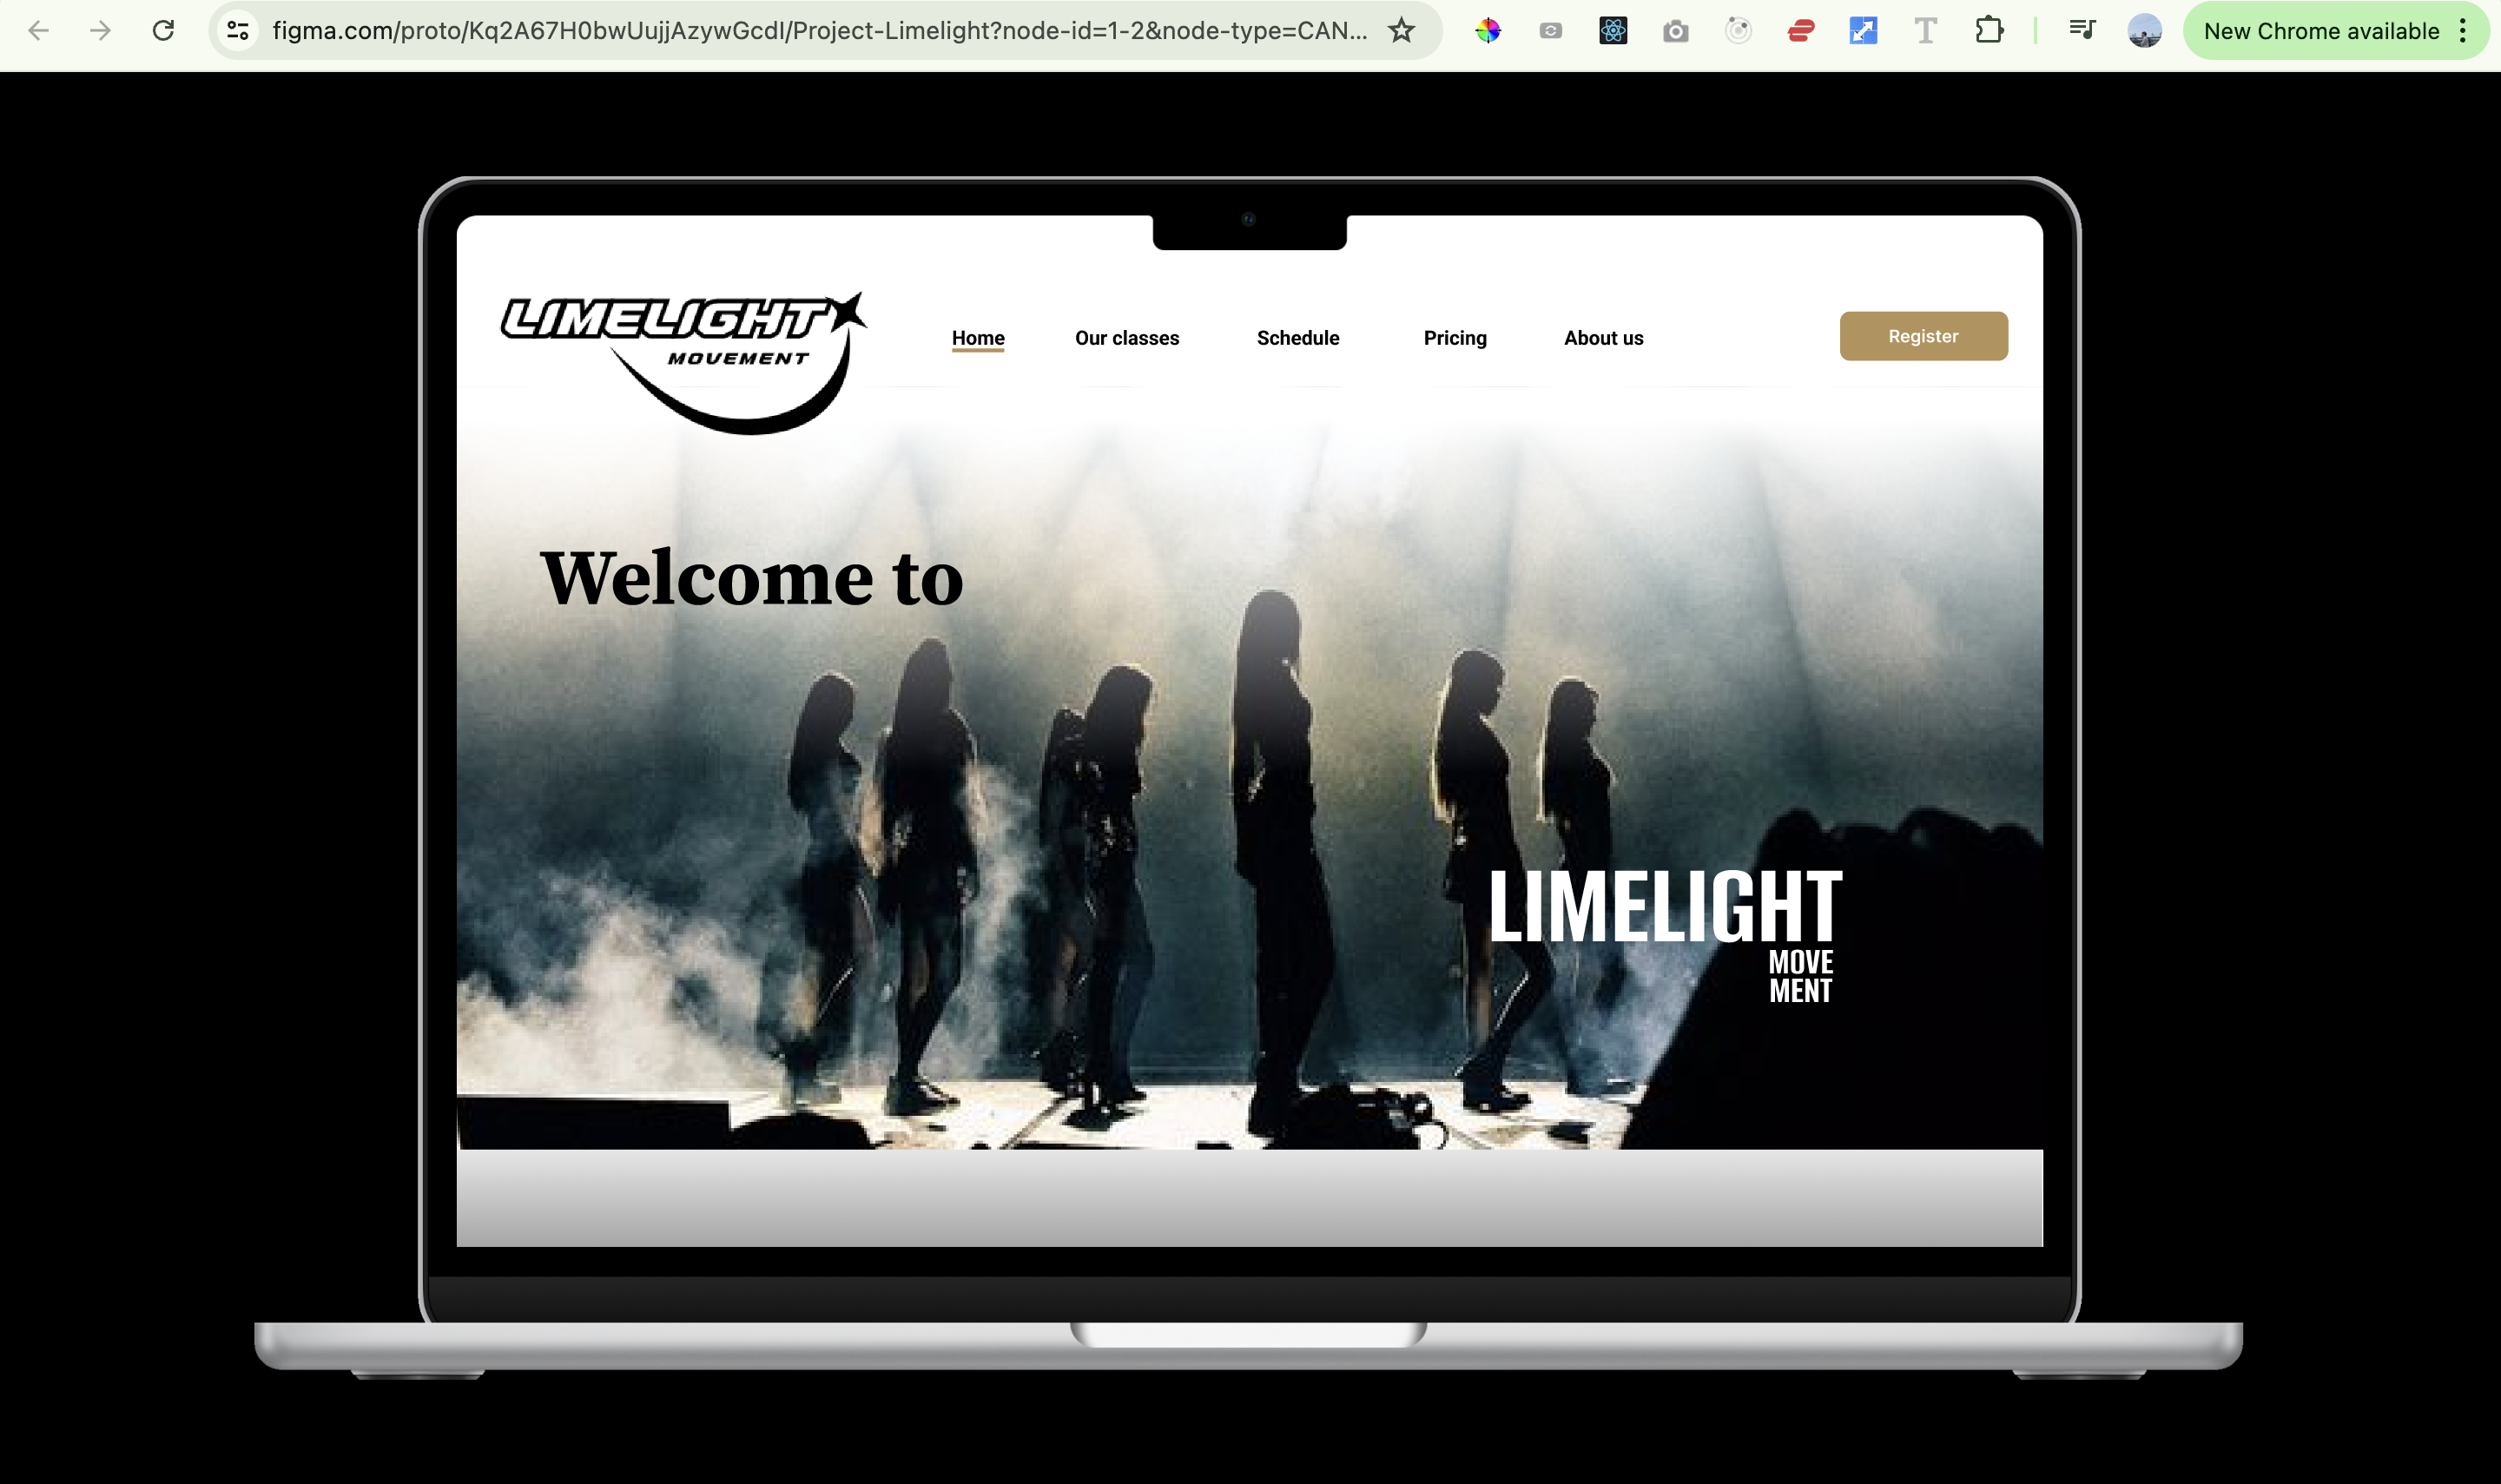 figma.com/proto/Kq2A67H0bwUujjAzywGcdI/Project-Limelight?node-id=1-2&node-type=CAN...
T
New Chrome available
LIMELIGHT
MOVEMENT
Home
Our classes
Schedule
Pricing
About us
Register
Welcome to
LIMELIGHT
MOVE
MENT